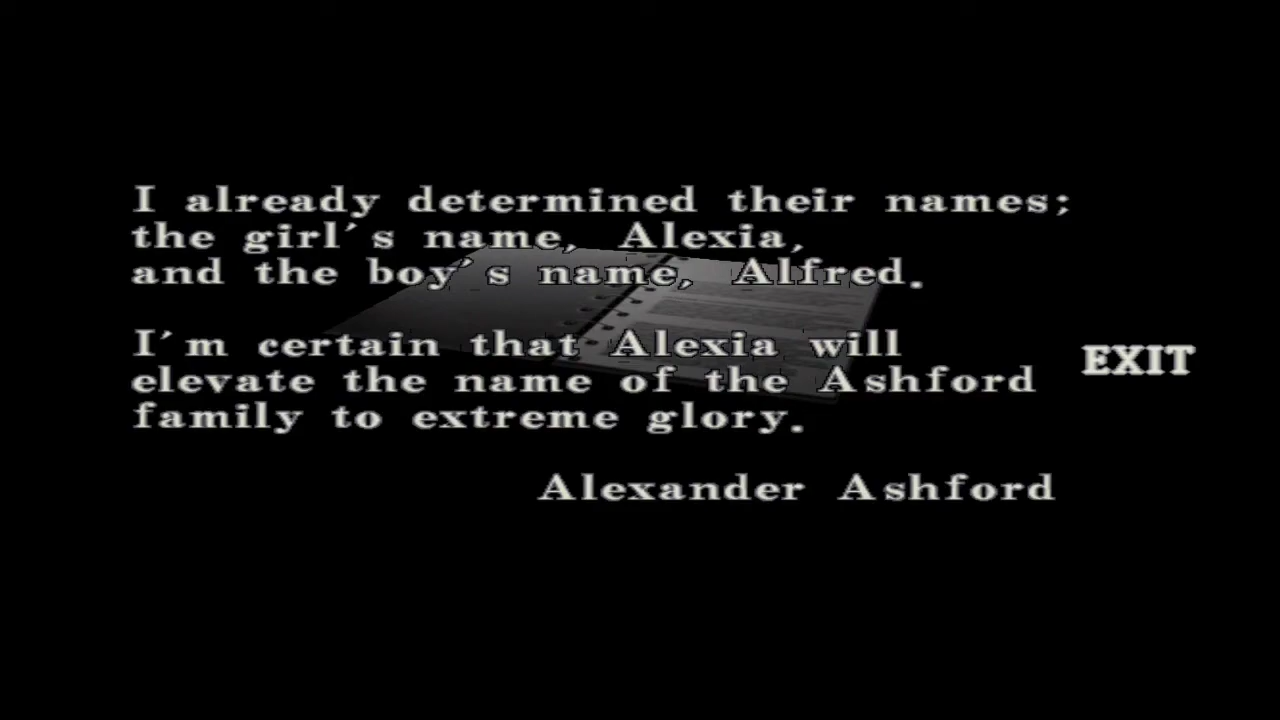 I already determined their names;
the girl's name, Alexia,
and the boy's name, Alfred.
I'm certain that Alexia will
elevate the name of the Ashford
family to extreme glory.
EXIT
Alexander Ashford